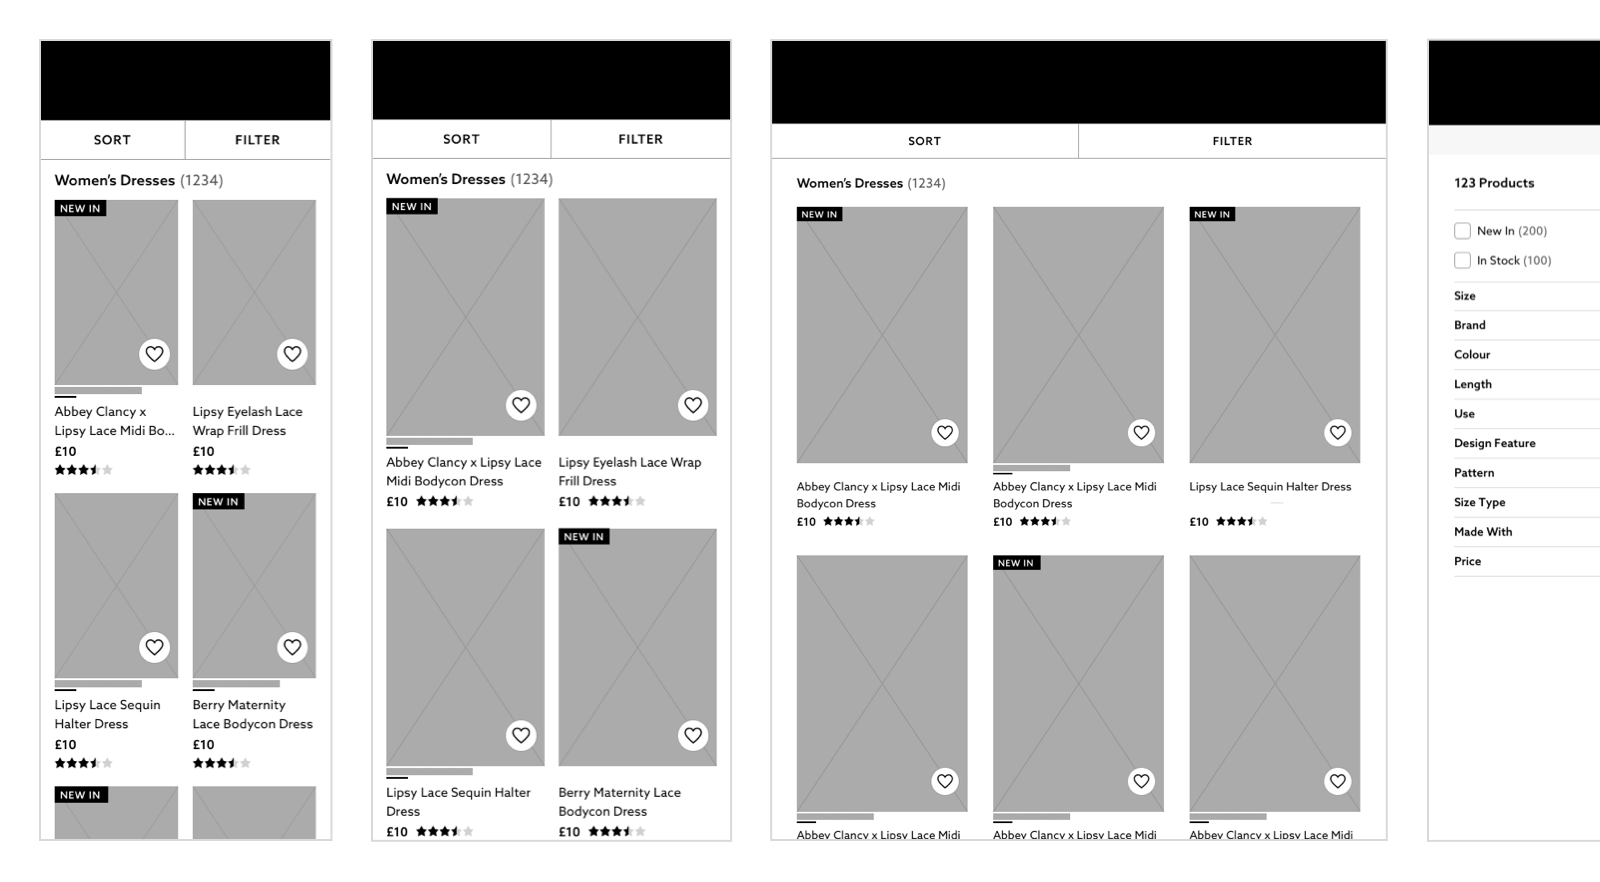 SORT
FILTER
Women's Dresses (1234)
NEW IN
Abbey Clancy x
Lipsy Lace Midi Bo...
£10
Lipsy Eyelash Lace
Wrap Frill Dress
£10
NEW IN
Lipsy Lace Sequin
Halter Dress
£10
Berry Maternity
Lace Bodycon Dress
£10
NEW IN
SORT
FILTER
Women's Dresses (1234)
NEW IN
Abbey Clancy x Lipsy Lace
Midi Bodycon Dress
£10
Lipsy Eyelash Lace Wrap
Frill Dress
£10
NEW IN
Lipsy Lace Sequin Halter
Dress
£10
Berry Maternity Lace
Bodycon Dress
£10
SORT
FILTER
Women's Dresses (1234)
NEW IN
NEW IN
Abbey Clancy x Lipsy Lace Midi
Bodycon Dress
£10
Abbey Clancy x Lipsy Lace Midi
Bodycon Dress
£10
Lipsy Lace Sequin Halter Dress
£10
NEW IN
Abbey Clancy x Lipsy Lace Midi
Abbey Clancy x Lipsy Lace Midi
Abbey Clancy x Lipsy Lace Midi
123 Products
New In (200)
In Stock (100)
Size
Brand
Colour
Length
Use
Design Feature
Pattern
Size Type
Made With
Price